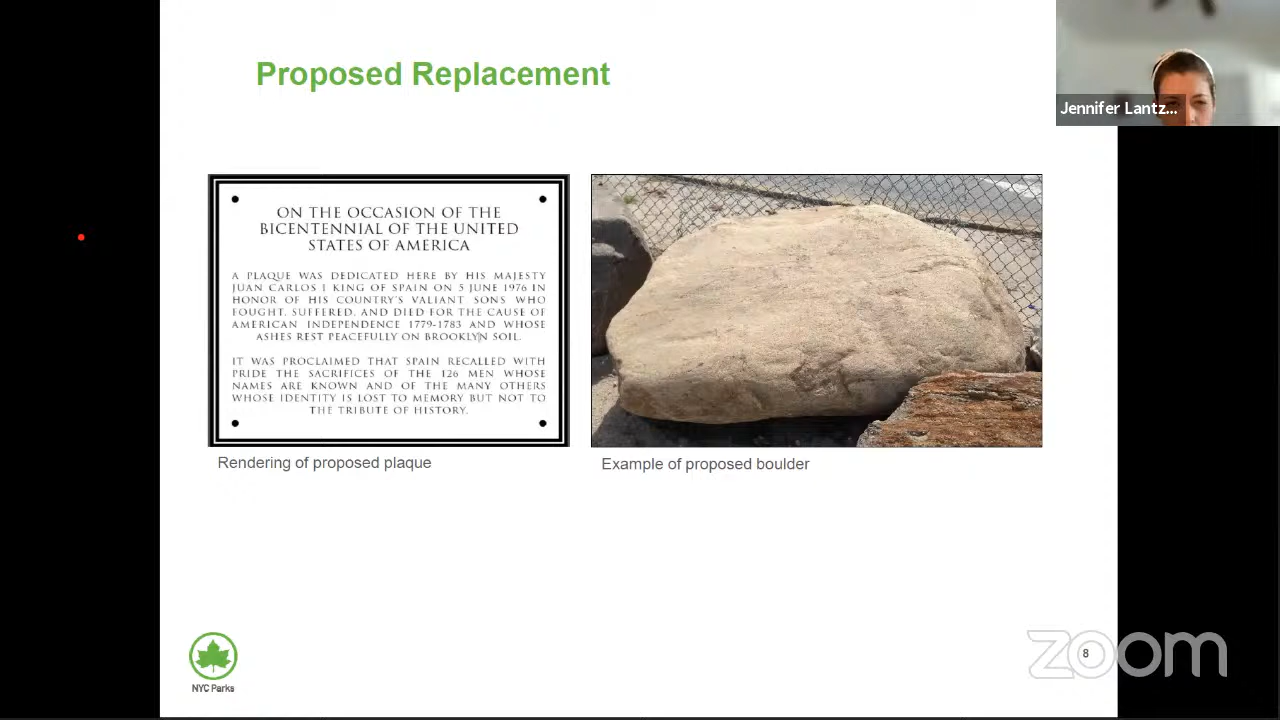 Proposed Replacement
Jennifer Lantz...
ON THE OCCASION OF THE
BICENTENNIAL OF THE UNITED
STATES OF AMERICA
A PLAQUE WAS DEDICATED HERE BY HIS MAJESTY
JUAN CARLOS I KING OF SPAIN ON 5 JUNE 1976 IN
HONOR OF HIS COUNTRY'S VALIANT SONS WHO
FOUGHT, SUFFERED, AND DIED FOR THE CAUSE OF
AMERICAN INDEPENDENCE 1779-1783 AND WHOSE
ASHES REST PEACEFULLY ON BROOKLYN SOIL.
IT WAS PROCLAIMED THAT SPAIN RECALLED WITH
PRIDE THE SACRIFICES OF THE 126 MEN WHOSE
NAMES ARE KNOWN AND OF THE MANY OTHERS
WHOSE IDENTITY IS LOST TO MEMORY BUT NOT TO
THE TRIBUTE OF HISTORY.
Rendering of proposed plaque
Example of proposed boulder
NYC Parks
8
zoom